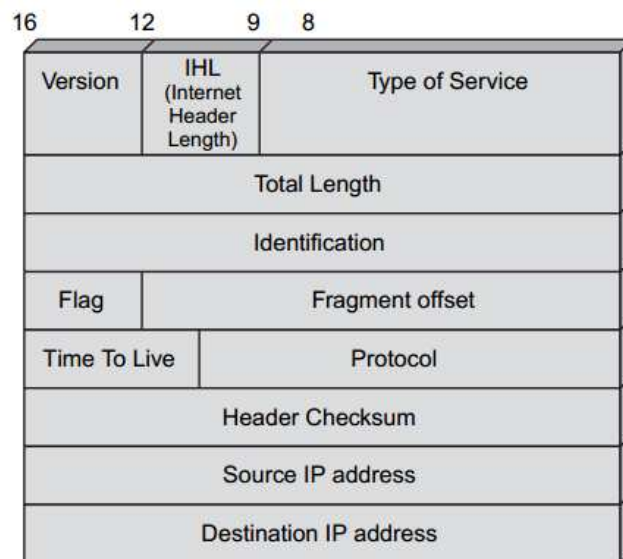 16 12 9 8
Version
IHL
(Internet
Header
Length)
Type of Service
Total Length
Identification
Flag
Fragment offset
Time To Live
Protocol
Header Checksum
Source IP address
Destination IP address